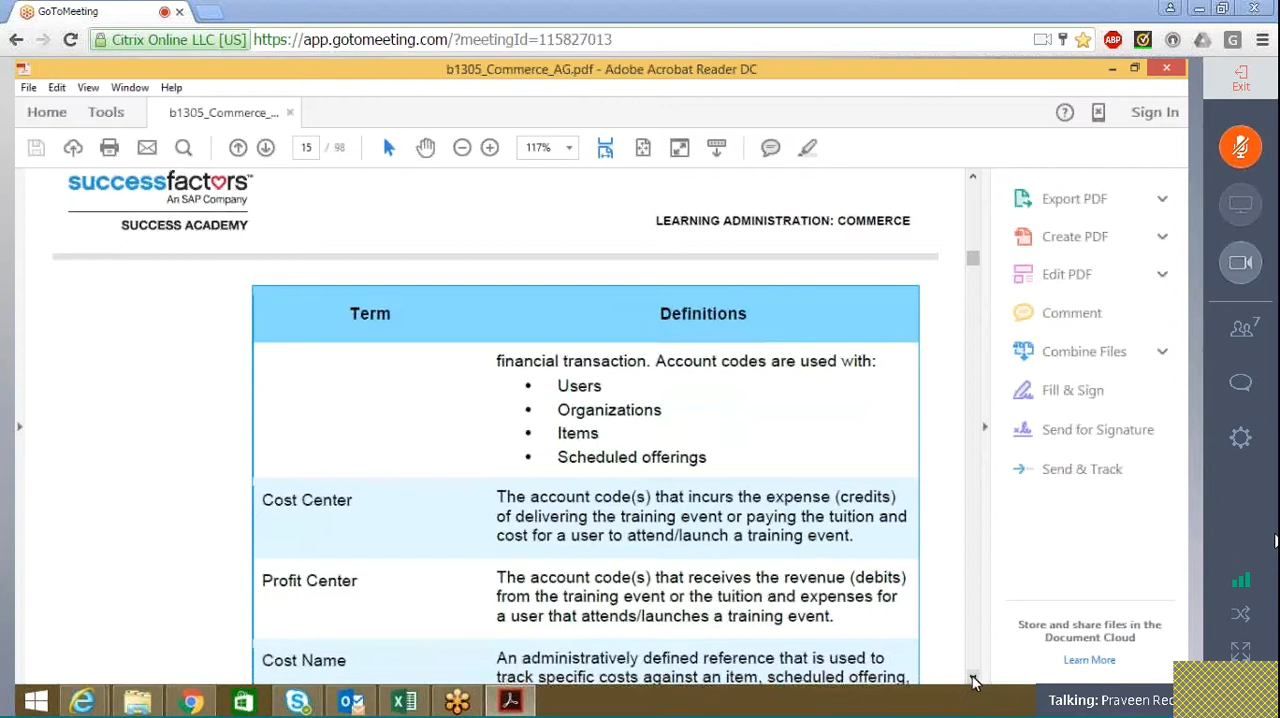 GoToMeeting
Citrix Online LLC [US]
https://app.gotomeeting.com/?meetingId=115827013
ABP
G
b1305_Commerce_AG.pdf - Adobe Acrobat Reader DC
Exit
File Edit View Window Help
Home Tools b1305_Commerce_... Sign In
15 / 98 117%
successfactors™
An SAP Company
SUCCESS ACADEMY
LEARNING ADMINISTRATION: COMMERCE
Term Definitions
financial transaction. Account codes are used with:
• Users
• Organizations
• Items
• Scheduled offerings
Cost Center
The account code(s) that incurs the expense (credits)
of delivering the training event or paying the tuition and
cost for a user to attend/launch a training event.
Profit Center
The account code(s) that receives the revenue (debits)
from the training event or the tuition and expenses for
a user that attends/launches a training event.
Cost Name
An administratively defined reference that is used to
track specific costs against an item, scheduled offering,
Export PDF
Create PDF
Edit PDF
Comment
Combine Files
Fill & Sign
Send for Signature
Send & Track
Store and share files in the
Document Cloud
Learn More
7
Talking: Praveen Rec